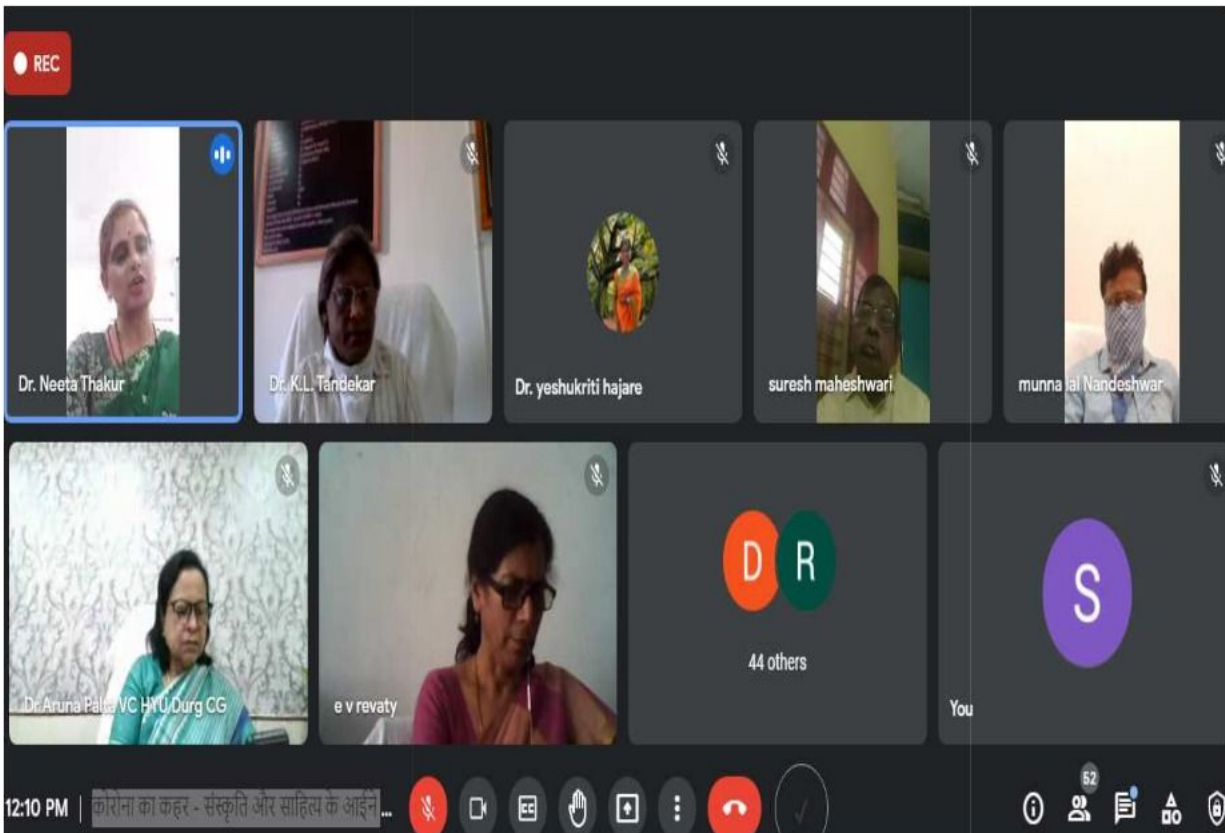 REC
Dr. Neeta Thakur
Dr. K.L. Tandekar
Dr. yeshukriti hajare
suresh maheshwari
munna lal Nandeshwar
Dr Aruna Palta VC HYU Durg CG
e v revaty
D R
44 others
S
You
12:10 PM | कोरोना का कहर - संस्कृति और साहित्य के आईने ...
CC
52